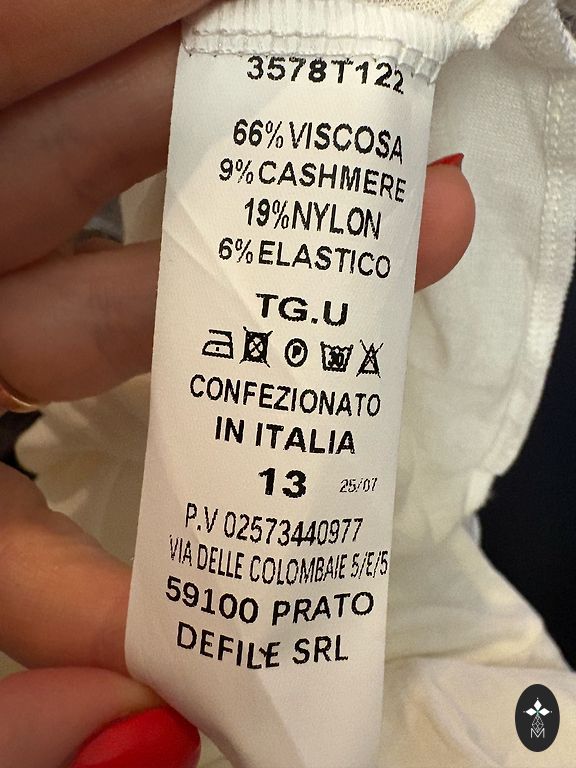 3578T122
66%VISCOSA
9%CASHMERE
19%NYLON
6%ELASTICO
TG.U
P 30
CONFEZIONATO
IN ITALIA
13 25/07
P.V 02573440977
VIA DELLE COLOMBAIE 5/E/5
59100 PRATO
DEFILE SRL
M